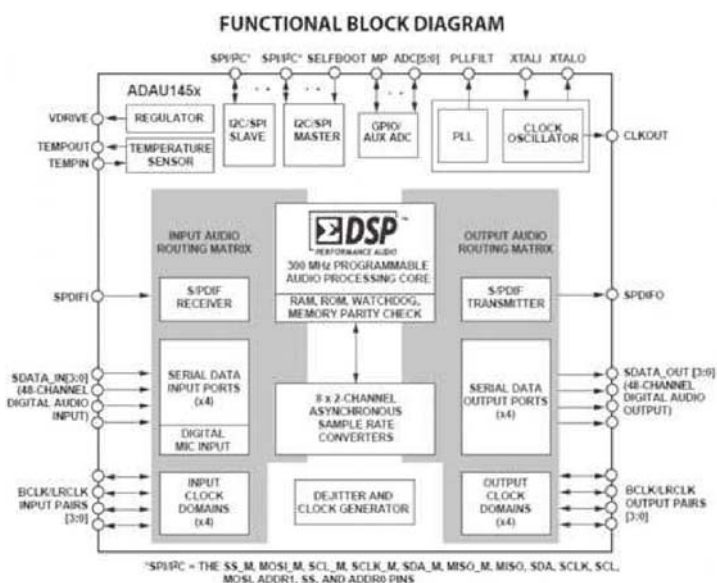 FUNCTIONAL BLOCK DIAGRAM
SPI/I²C* SPI/I²C* SELFBOOT MP ADC[5:0] PLLFILT XTALI XTALO
ADAU145x
VDRIVE
REGULATOR
TEMPOUT
TEMPIN
TEMPERATURE
SENSOR
I2C/SPI
SLAVE
I2C/SPI
MASTER
GPIO/
AUX ADC
PLL
CLOCK
OSCILLATOR
CLKOUT
INPUT AUDIO
ROUTING MATRIX
ΣDSP™
PERFORMANCE AUDIO
300 MHz PROGRAMMABLE
AUDIO PROCESSING CORE
RAM, ROM, WATCHDOG,
MEMORY PARITY CHECK
OUTPUT AUDIO
ROUTING MATRIX
SPDIFI
S/PDIF
RECEIVER
S/PDIF
TRANSMITTER
SPDIFO
SDATA_IN[3:0]
(48-CHANNEL
DIGITAL AUDIO
INPUT)
SERIAL DATA
INPUT PORTS
(x4)
DIGITAL
MIC INPUT
8 x 2-CHANNEL
ASYNCHRONOUS
SAMPLE RATE
CONVERTERS
SERIAL DATA
OUTPUT PORTS
(x4)
SDATA_OUT [3:0]
(48-CHANNEL
DIGITAL AUDIO
OUTPUT)
BCLK/LRCLK
INPUT PAIRS
[3:0]
INPUT
CLOCK
DOMAINS
(x4)
DEJITTER AND
CLOCK GENERATOR
OUTPUT
CLOCK
DOMAINS
(x4)
BCLK/LRCLK
OUTPUT PAIRS
[3:0]
*SPI/I²C = THE SS_M, MOSI_M, SCL_M, SCLK_M, SDA_M, MISO_M, MISO, SDA, SCLK, SCL,
MOSI, ADDR1, SS, AND ADDR0 PINS